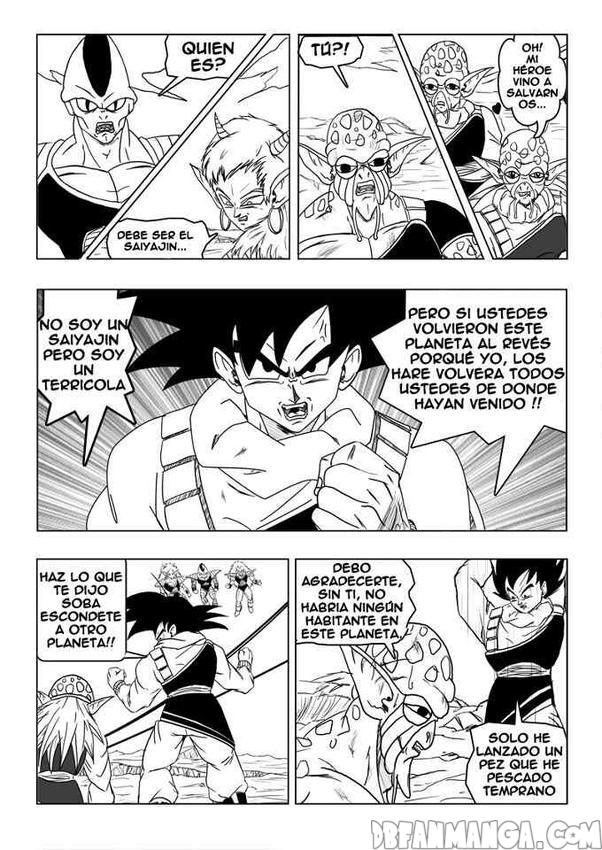 QUIEN
ES?
DEBE SER EL
SAIYAJIN...
TÚ?!
OH!
MI
HÉROE
VINO A
SALVARN
OS...
NO SOY UN
SAIYAJIN
PERO SOY
UN
TERRICOLA
PERO SI USTEDES
VOLVIERON ESTE
PLANETA AL REVÉS
PORQUÉ YO, LOS
HARE VOLVERA TODOS
USTEDES DE DONDE
HAYAN VENIDO !!
HAZ LO QUE
TE DIJO
SOBA
ESCONDETE
A OTRO
PLANETA!!
DEBO
AGRADECERTE,
SIN TI, NO
HABRIA NINGÚN
HABITANTE EN
ESTE PLANETA.
SOLO HE
LANZADO UN
PEZ QUE HE
PESCADO
TEMPRANO
DBFANMANGA.COM